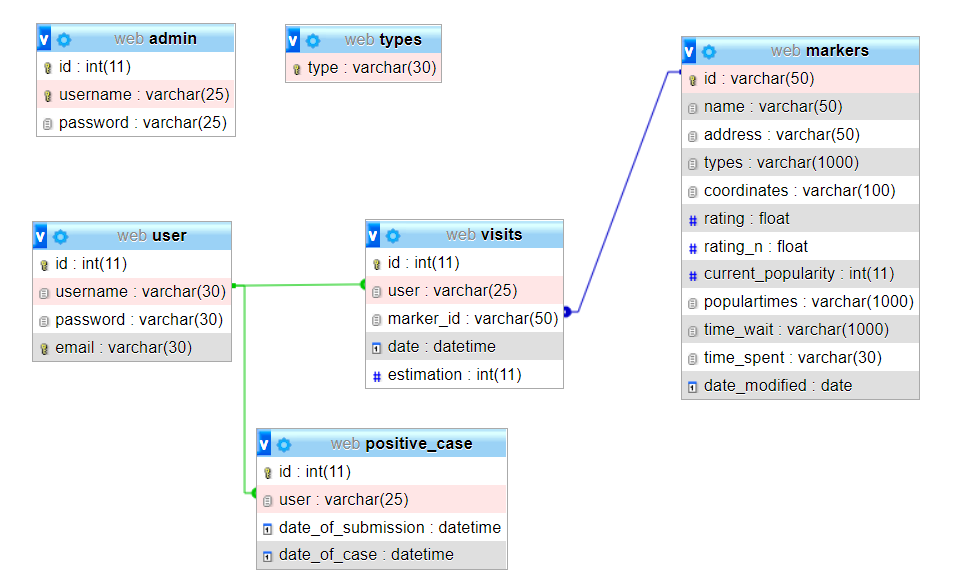 v web admin
id : int(11)
username : varchar(25)
password : varchar(25)
v web types
type : varchar(30)
v web markers
id : varchar(50)
name : varchar(50)
address : varchar(50)
types : varchar(1000)
coordinates : varchar(100)
# rating : float
# rating_n : float
# current_popularity : int(11)
populartimes : varchar(1000)
time_wait : varchar(1000)
time_spent : varchar(30)
date_modified : date
v web user
id : int(11)
username : varchar(30)
password : varchar(30)
email : varchar(30)
v web visits
id : int(11)
user : varchar(25)
marker_id : varchar(50)
date : datetime
# estimation : int(11)
v web positive_case
id : int(11)
user : varchar(25)
date_of_submission : datetime
date_of_case : datetime